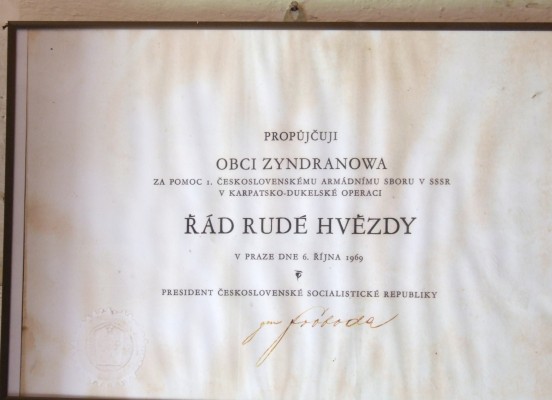 PROPŮJČUJI
OBCI ZYNDRANOWA
ZA POMOC 1. ČESKOSLOVENSKÉMU ARMÁDNÍMU SBORU V SSSR
V KARPATSKO-DUKELSKÉ OPERACI
ŘÁD RUDÉ HVĚZDY
V PRAZE DNE 6. ŘÍJNA 1969
PRESIDENT ČESKOSLOVENSKÉ SOCIALISTICKÉ REPUBLIKY
Svoboda